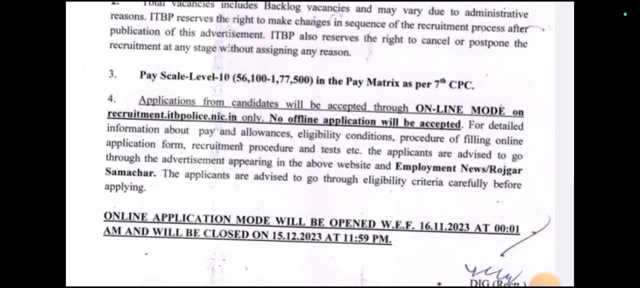 2. Total vacancies includes Backlog vacancies and may vary due to administrative
reasons. ITBP reserves the right to make changes in sequence of the recruitment process after
publication of this advertisement. ITBP also reserves the right to cancel or postpone the
recruitment at any stage without assigning any reason.
3. Pay Scale-Level-10 (56,100-1,77,500) in the Pay Matrix as per 7th CPC.
4. Applications from candidates will be accepted through ON-LINE MODE on
recruitment.itbpolice.nic.in only. No offline application will be accepted. For detailed
information about pay and allowances, eligibility conditions, procedure of filling online
application form, recruitment procedure and tests etc. the applicants are advised to go
through the advertisement appearing in the above website and Employment News/Rojgar
Samachar. The applicants are advised to go through eligibility criteria carefully before
applying.
ONLINE APPLICATION MODE WILL BE OPENED W.E.F. 16.11.2023 AT 00:01
AM AND WILL BE CLOSED ON 15.12.2023 AT 11:59 PM.
DIG (Rectt.)